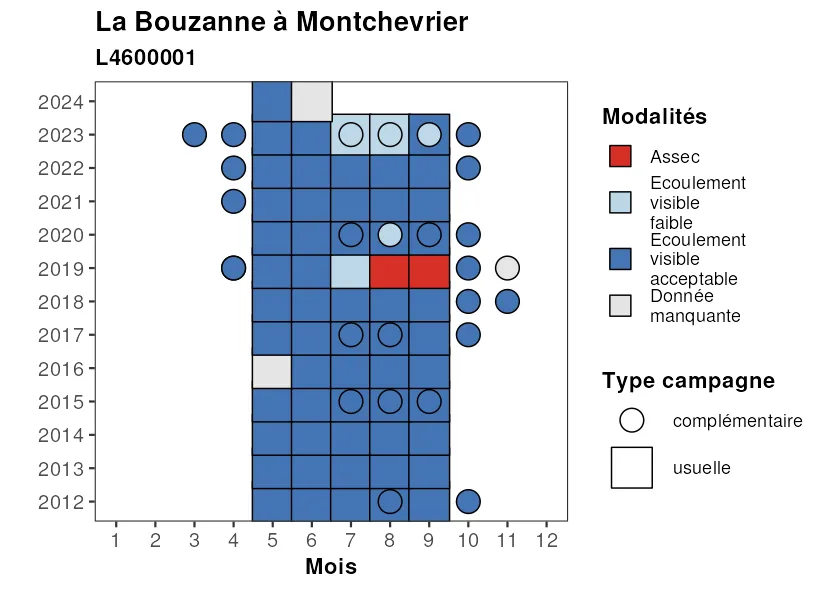 La Bouzanne à Montchevrier
L4600001
2024
2023
2022
2021
2020
2019
2018
2017
2016
2015
2014
2013
2012
1 2 3 4 5 6 7 8 9 10 11 12
Mois
Modalités
Assec
Ecoulement
visible
faible
Ecoulement
visible
acceptable
Donnée
manquante
Type campagne
complémentaire
usuelle